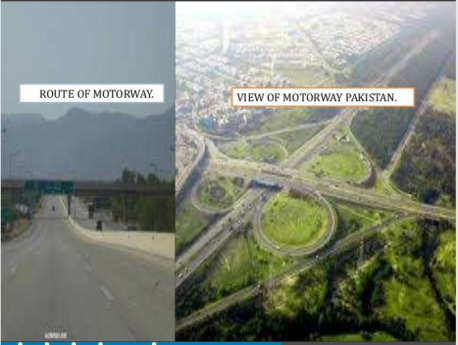 ROUTE OF MOTORWAY.
VIEW OF MOTORWAY PAKISTAN.